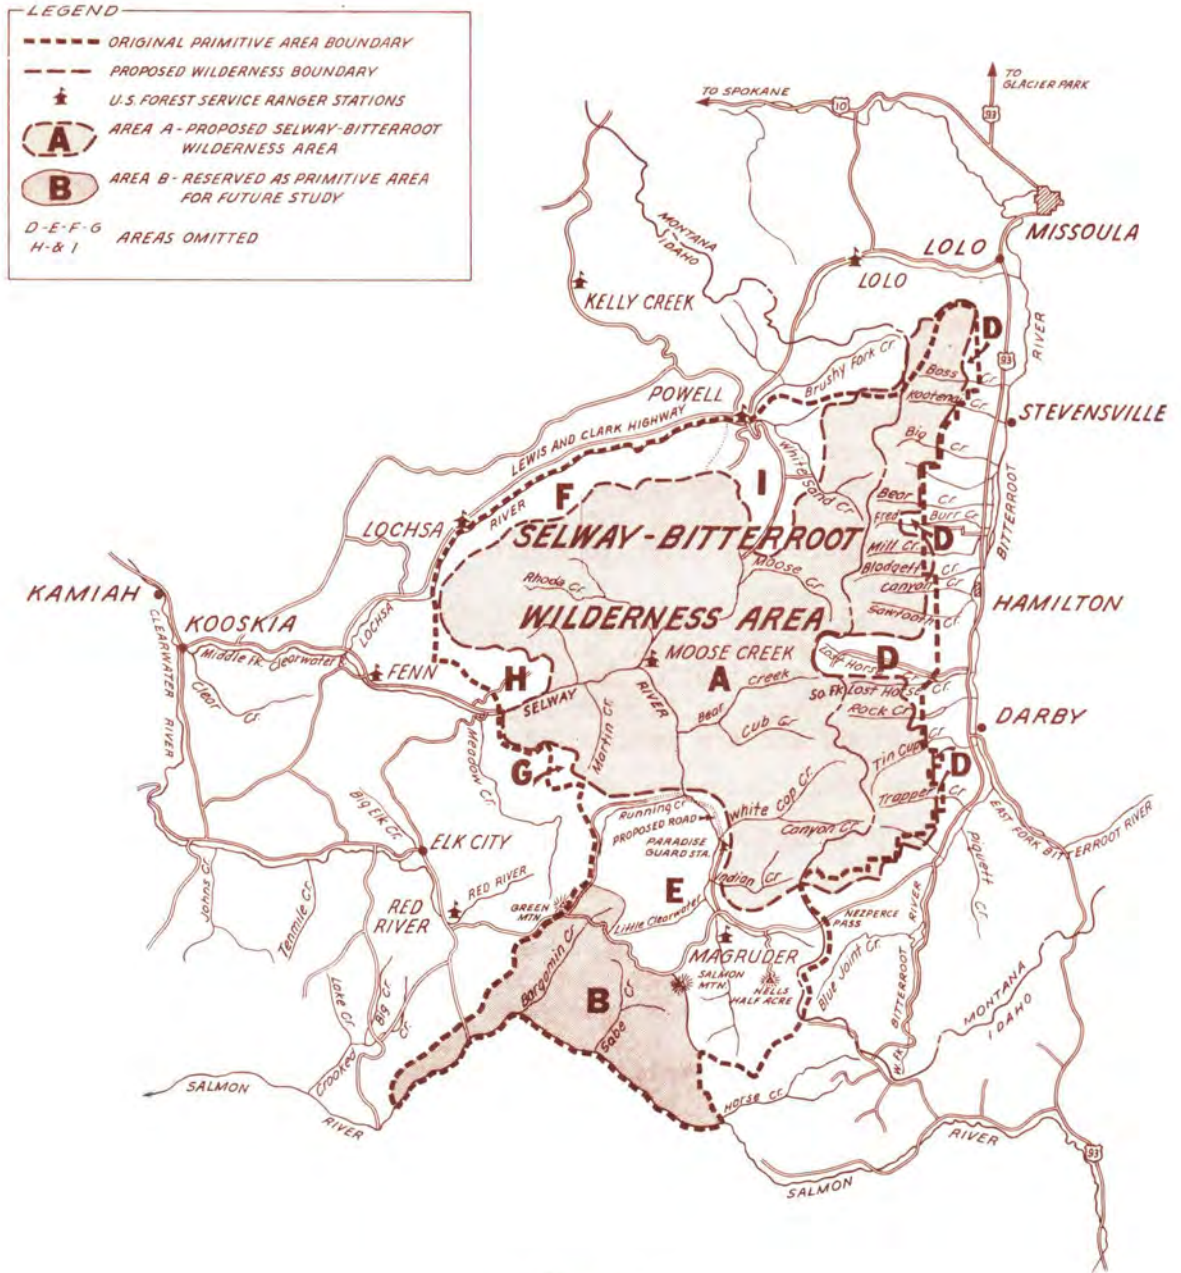 LEGEND
ORIGINAL PRIMITIVE AREA BOUNDARY
PROPOSED WILDERNESS BOUNDARY
U.S. FOREST SERVICE RANGER STATIONS
A
AREA A - PROPOSED SELWAY-BITTERROOT
WILDERNESS AREA
B
AREA B - RESERVED AS PRIMITIVE AREA
FOR FUTURE STUDY
D-E-F-G
H-& I
AREAS OMITTED
TO
GLACIER PARK
TO SPOKANE
10
93
MISSOULA
MONTANA
IDAHO
LOLO
LOLO
KELLY CREEK
RIVER
D
93
Brushy Fork Cr.
Bass Cr.
POWELL
Kootenai Cr.
STEVENSVILLE
LEWIS AND CLARK HIGHWAY
Big Cr.
White Sand Cr.
F
I
RIVER
BITTERROOT
Bear Cr.
LOCHSA
Fred Burr Cr.
SELWAY - BITTERROOT
D
Mill Cr.
Moose Cr.
Blodgett Cr.
Rhoda Cr.
Canyon Cr.
KAMIAH
HAMILTON
WILDERNESS AREA
Sawtooth Cr.
CLEARWATER RIVER
KOOSKIA
LOCHSA
Middle Fk. Clearwater
MOOSE CREEK
Lost Horse Cr.
D
FENN
H
A
Bear Creek
So. Fk. Lost Horse Cr.
Clear Cr.
SELWAY RIVER
Rock Cr.
DARBY
Martin Cr.
Cub Cr.
Meadow Cr.
Tin Cup Cr.
G
D
White Cap Cr.
Trapper Cr.
Big Elk Cr.
Running Cr.
PROPOSED ROAD
Canyon Cr.
EAST FORK BITTERROOT RIVER
ELK CITY
PARADISE
GUARD STA.
Piquett Cr.
Johns Cr.
Tenmile Cr.
RED RIVER
Indian Cr.
E
RED
RIVER
GREEN
MTN.
Little Clearwater
NEZPERCE
PASS
MAGRUDER
Bargamin Cr.
SALMON
MTN.
NELLS
HALF ACRE
Blue Joint Cr.
BITTERROOT RIVER
B
Lake Cr.
Big Cr.
Sabe Cr.
MONTANA
IDAHO
Crooked Cr.
W. FK.
SALMON
RIVER
Horse Cr.
SALMON
RIVER
93